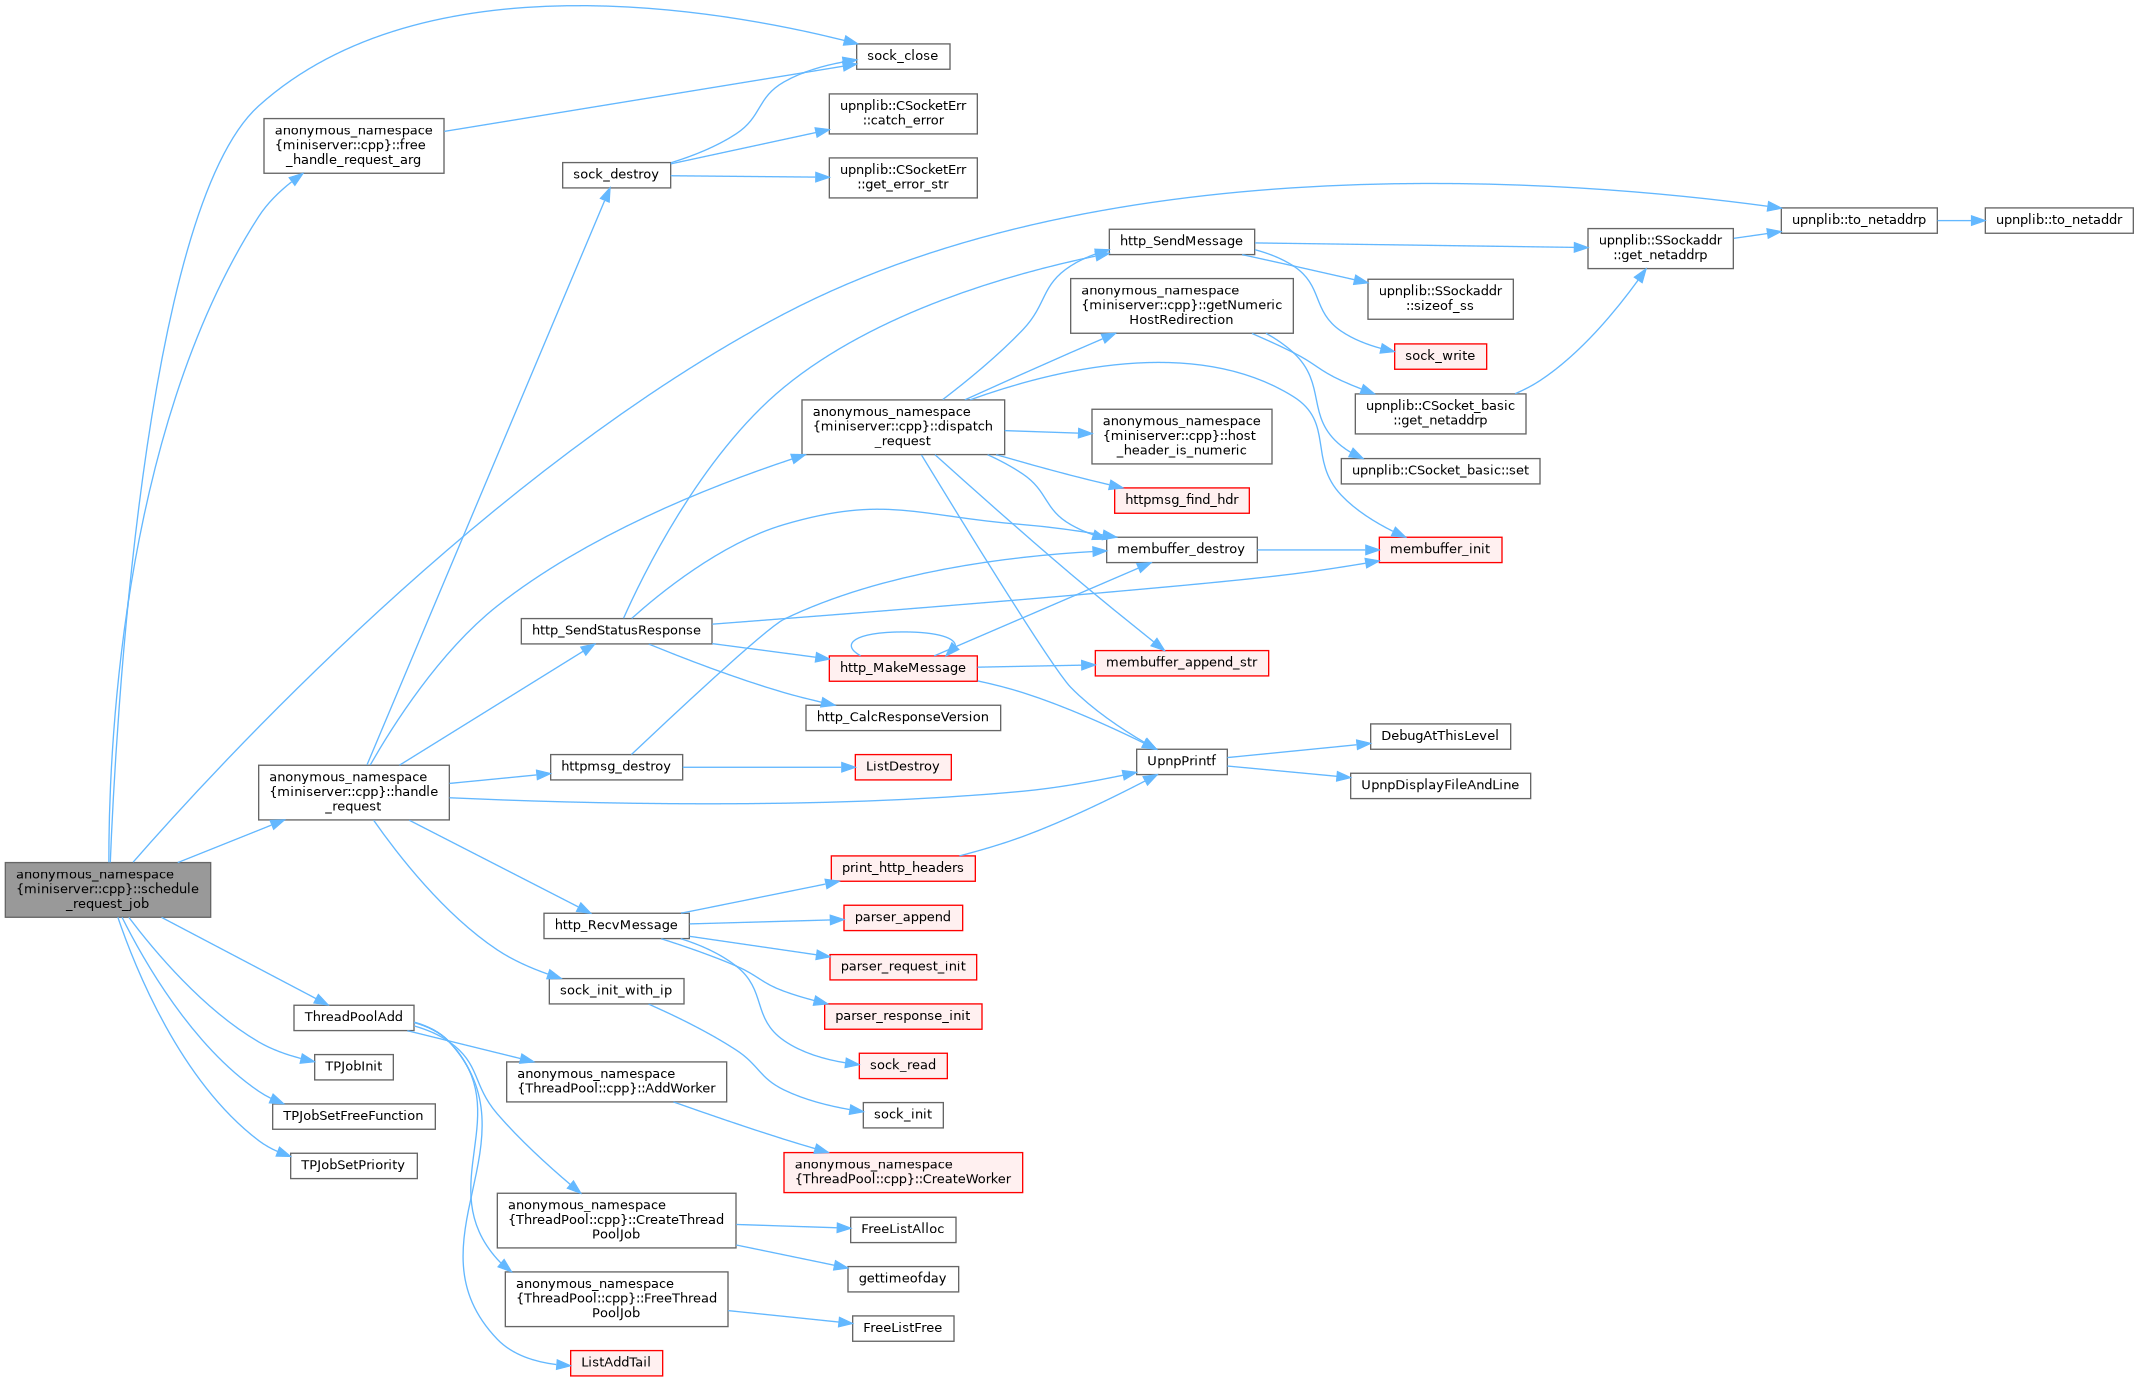 sock_close
upnplib::CSocketErr
::catch_error
anonymous_namespace
{miniserver::cpp}::free
_handle_request_arg
upnplib::CSocketErr
::get_error_str
sock_destroy
upnplib::to_netaddrp
upnplib::to_netaddr
http_SendMessage
upnplib::SSockaddr
::get_netaddrp
anonymous_namespace
{miniserver::cpp}::getNumeric
HostRedirection
upnplib::SSockaddr
::sizeof_ss
sock_write
anonymous_namespace
{miniserver::cpp}::dispatch
_request
upnplib::CSocket_basic
::get_netaddrp
anonymous_namespace
{miniserver::cpp}::host
_header_is_numeric
upnplib::CSocket_basic::set
httpmsg_find_hdr
membuffer_destroy
membuffer_init
http_SendStatusResponse
http_MakeMessage
membuffer_append_str
http_CalcResponseVersion
DebugAtThisLevel
httpmsg_destroy
ListDestroy
UpnpPrintf
UpnpDisplayFileAndLine
anonymous_namespace
{miniserver::cpp}::handle
_request
print_http_headers
anonymous_namespace
{miniserver::cpp}::schedule
_request_job
http_RecvMessage
parser_append
parser_request_init
sock_init_with_ip
ThreadPoolAdd
parser_response_init
TPJobInit
sock_read
anonymous_namespace
{ThreadPool::cpp}::AddWorker
TPJobSetFreeFunction
sock_init
TPJobSetPriority
anonymous_namespace
{ThreadPool::cpp}::CreateWorker
anonymous_namespace
{ThreadPool::cpp}::CreateThread
PoolJob
FreeListAlloc
gettimeofday
anonymous_namespace
{ThreadPool::cpp}::FreeThread
PoolJob
FreeListFree
ListAddTail